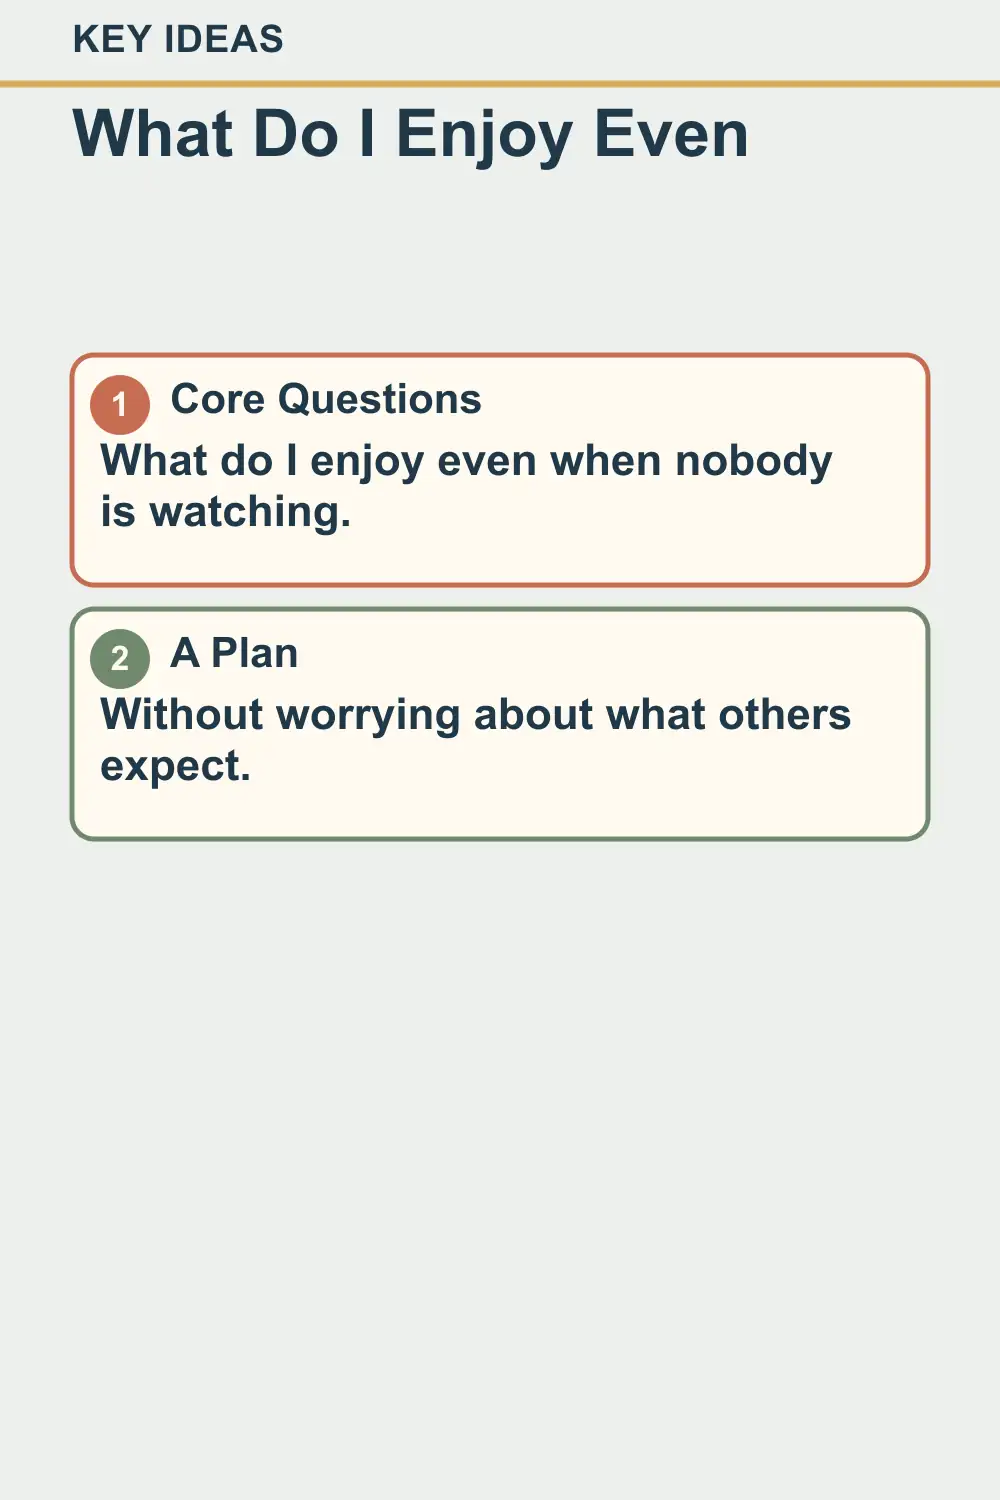 KEY IDEAS
What Do I Enjoy Even
1 Core Questions
What do I enjoy even when nobody
is watching.
2 A Plan
Without worrying about what others
expect.